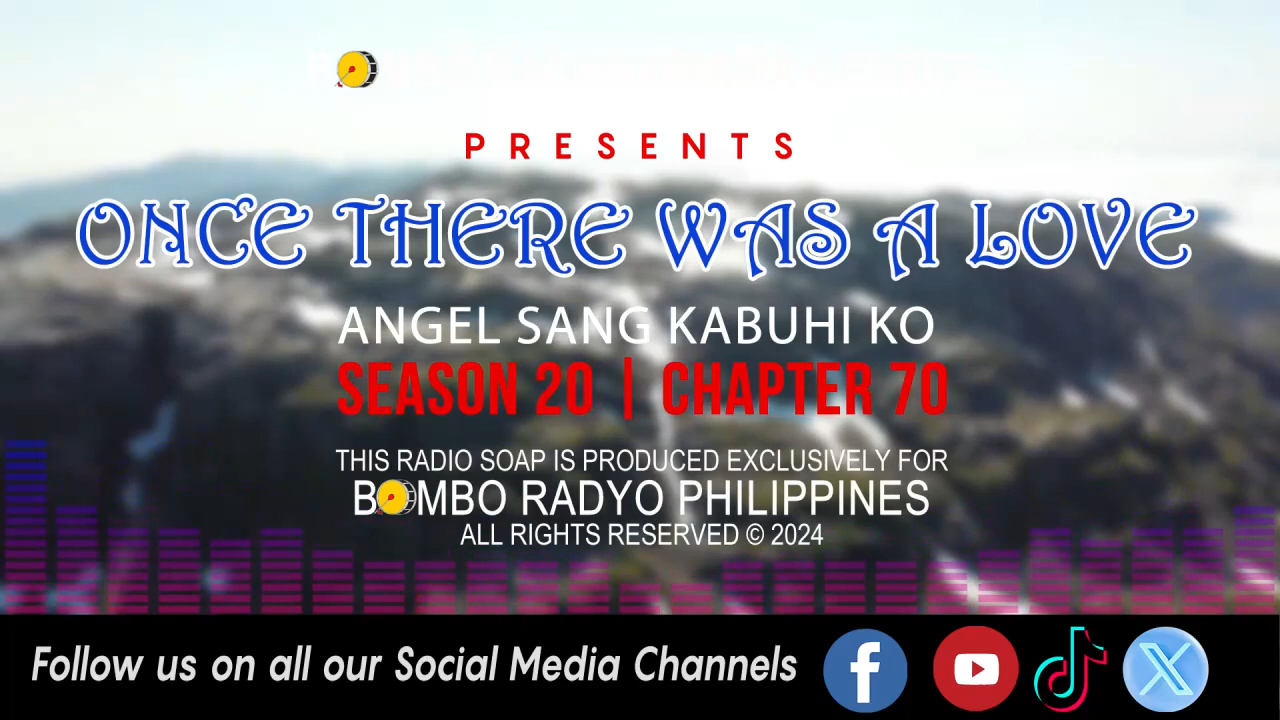 PRESENTS
ONCE THERE WAS A LOVE
ANGEL SANG KABUHI KO
SEASON 20 | CHAPTER 70
THIS RADIO SOAP IS PRODUCED EXCLUSIVELY FOR
BOMBO RADYO PHILIPPINES
ALL RIGHTS RESERVED © 2024
Follow us on all our Social Media Channels